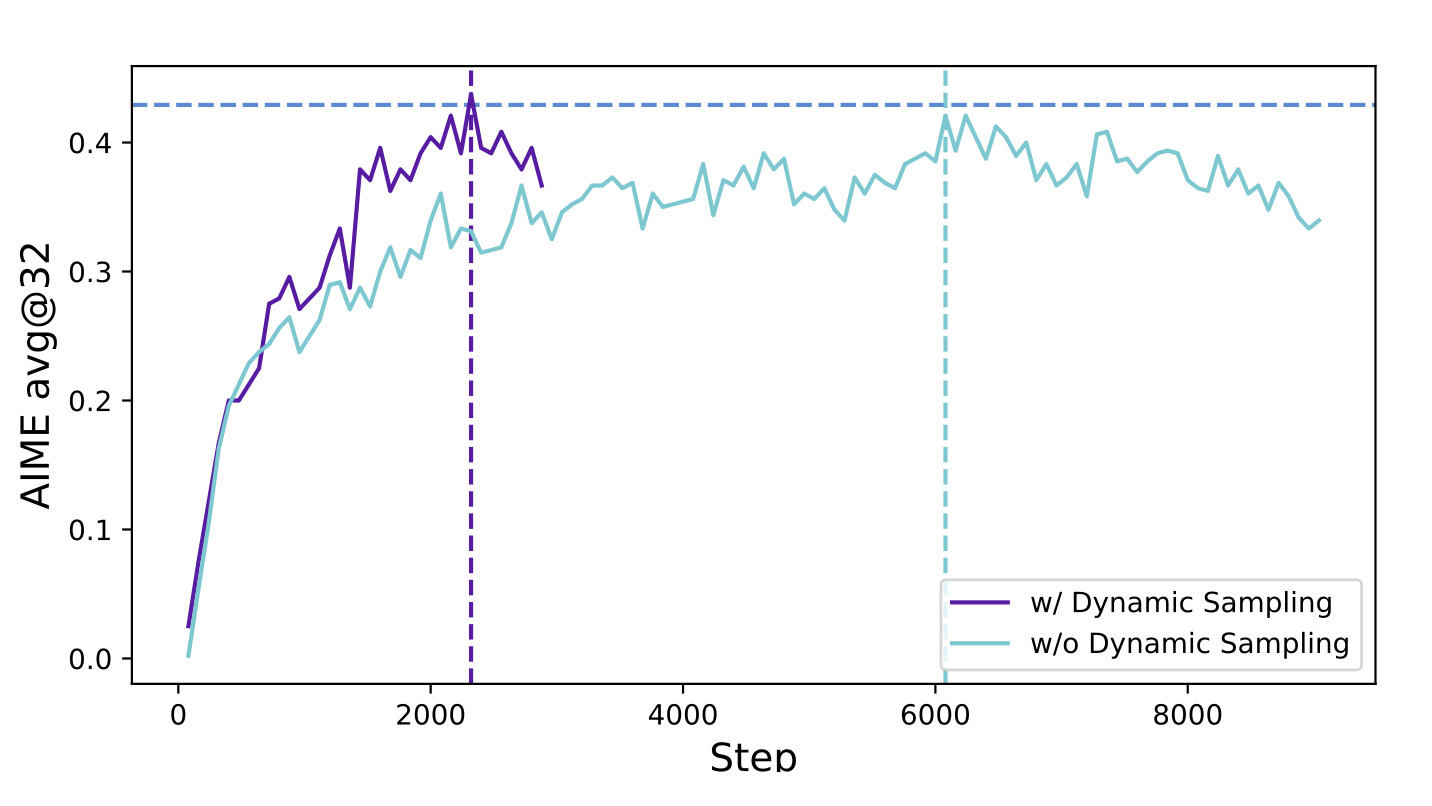 AIME avg@32
0.4
0.3
0.2
0.1
0.0
0 2000 4000 6000 8000
Step
w/ Dynamic Sampling
w/o Dynamic Sampling